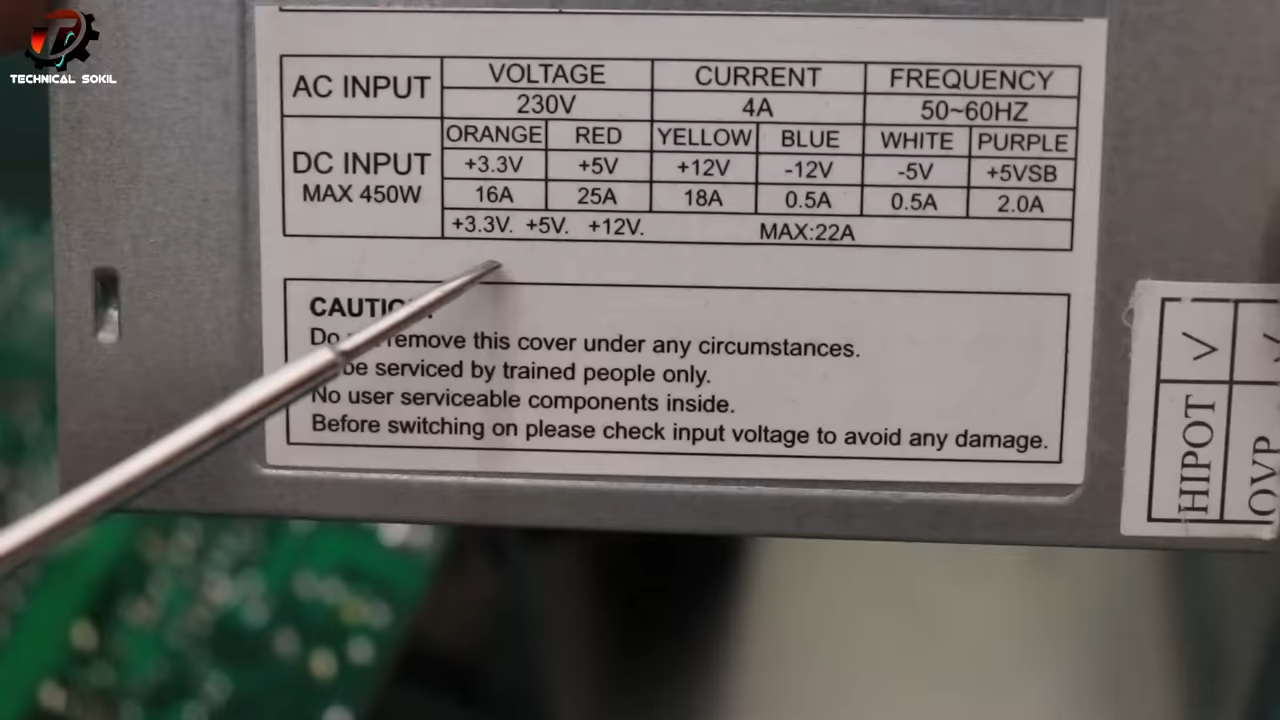 TECHNICAL SOKIL
AC INPUT VOLTAGE CURRENT FREQUENCY
230V 4A 50~60HZ
DC INPUT MAX 450W
ORANGE RED YELLOW BLUE WHITE PURPLE
+3.3V +5V +12V -12V -5V +5VSB
16A 25A 18A 0.5A 0.5A 2.0A
+3.3V. +5V. +12V. MAX:22A
Do remove this cover under any circumstances.
be serviced by trained people only.
No user serviceable components inside.
Before switching on please check input voltage to avoid any damage.
HIPOT
OVP